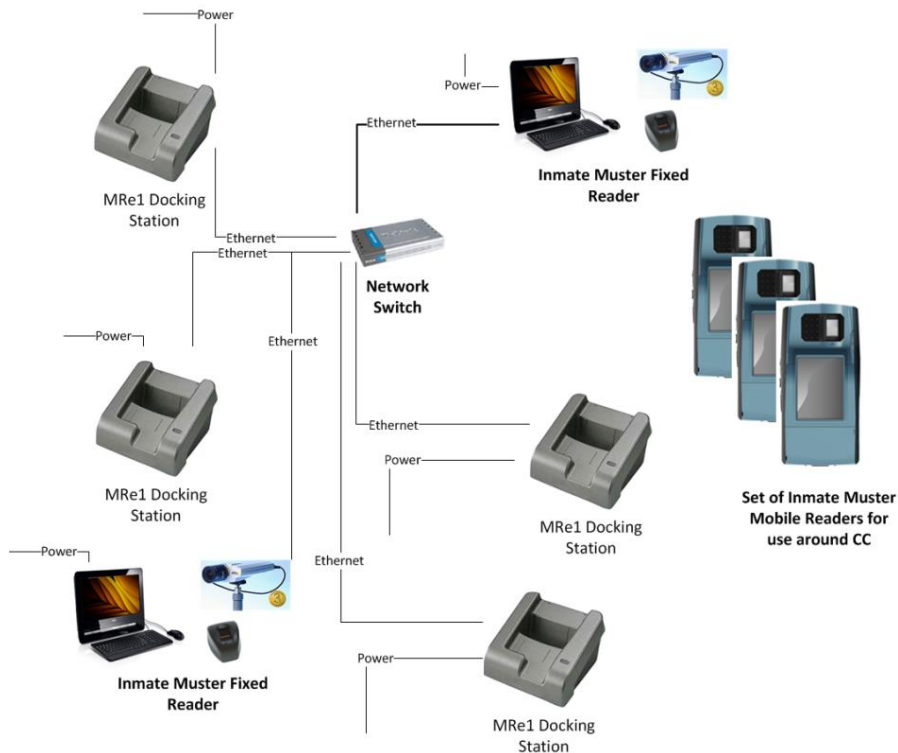 Power
Power
Ethernet
Inmate Muster Fixed
Reader
3
MRe1 Docking
Station
Ethernet
Ethernet
Network
Switch
Power
Ethernet
MRe1 Docking
Station
Ethernet
Power
MRe1 Docking
Station
Set of Inmate Muster
Mobile Readers for
use around CC
Power
Ethernet
3
Inmate Muster Fixed
Reader
Power
MRe1 Docking
Station